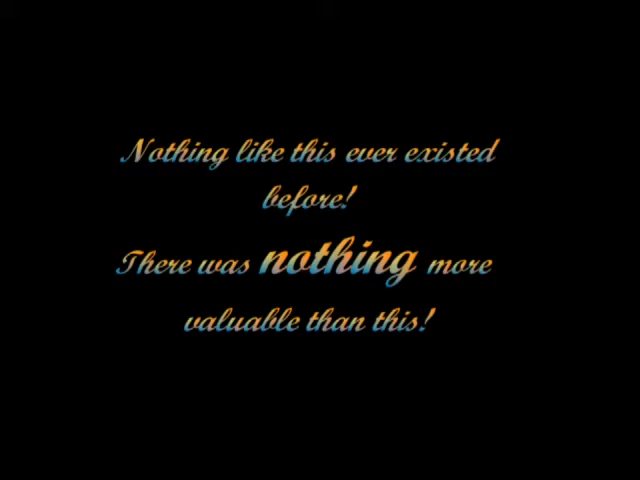 Nothing like this ever existed
before!
There was nothing more
valuable than this!